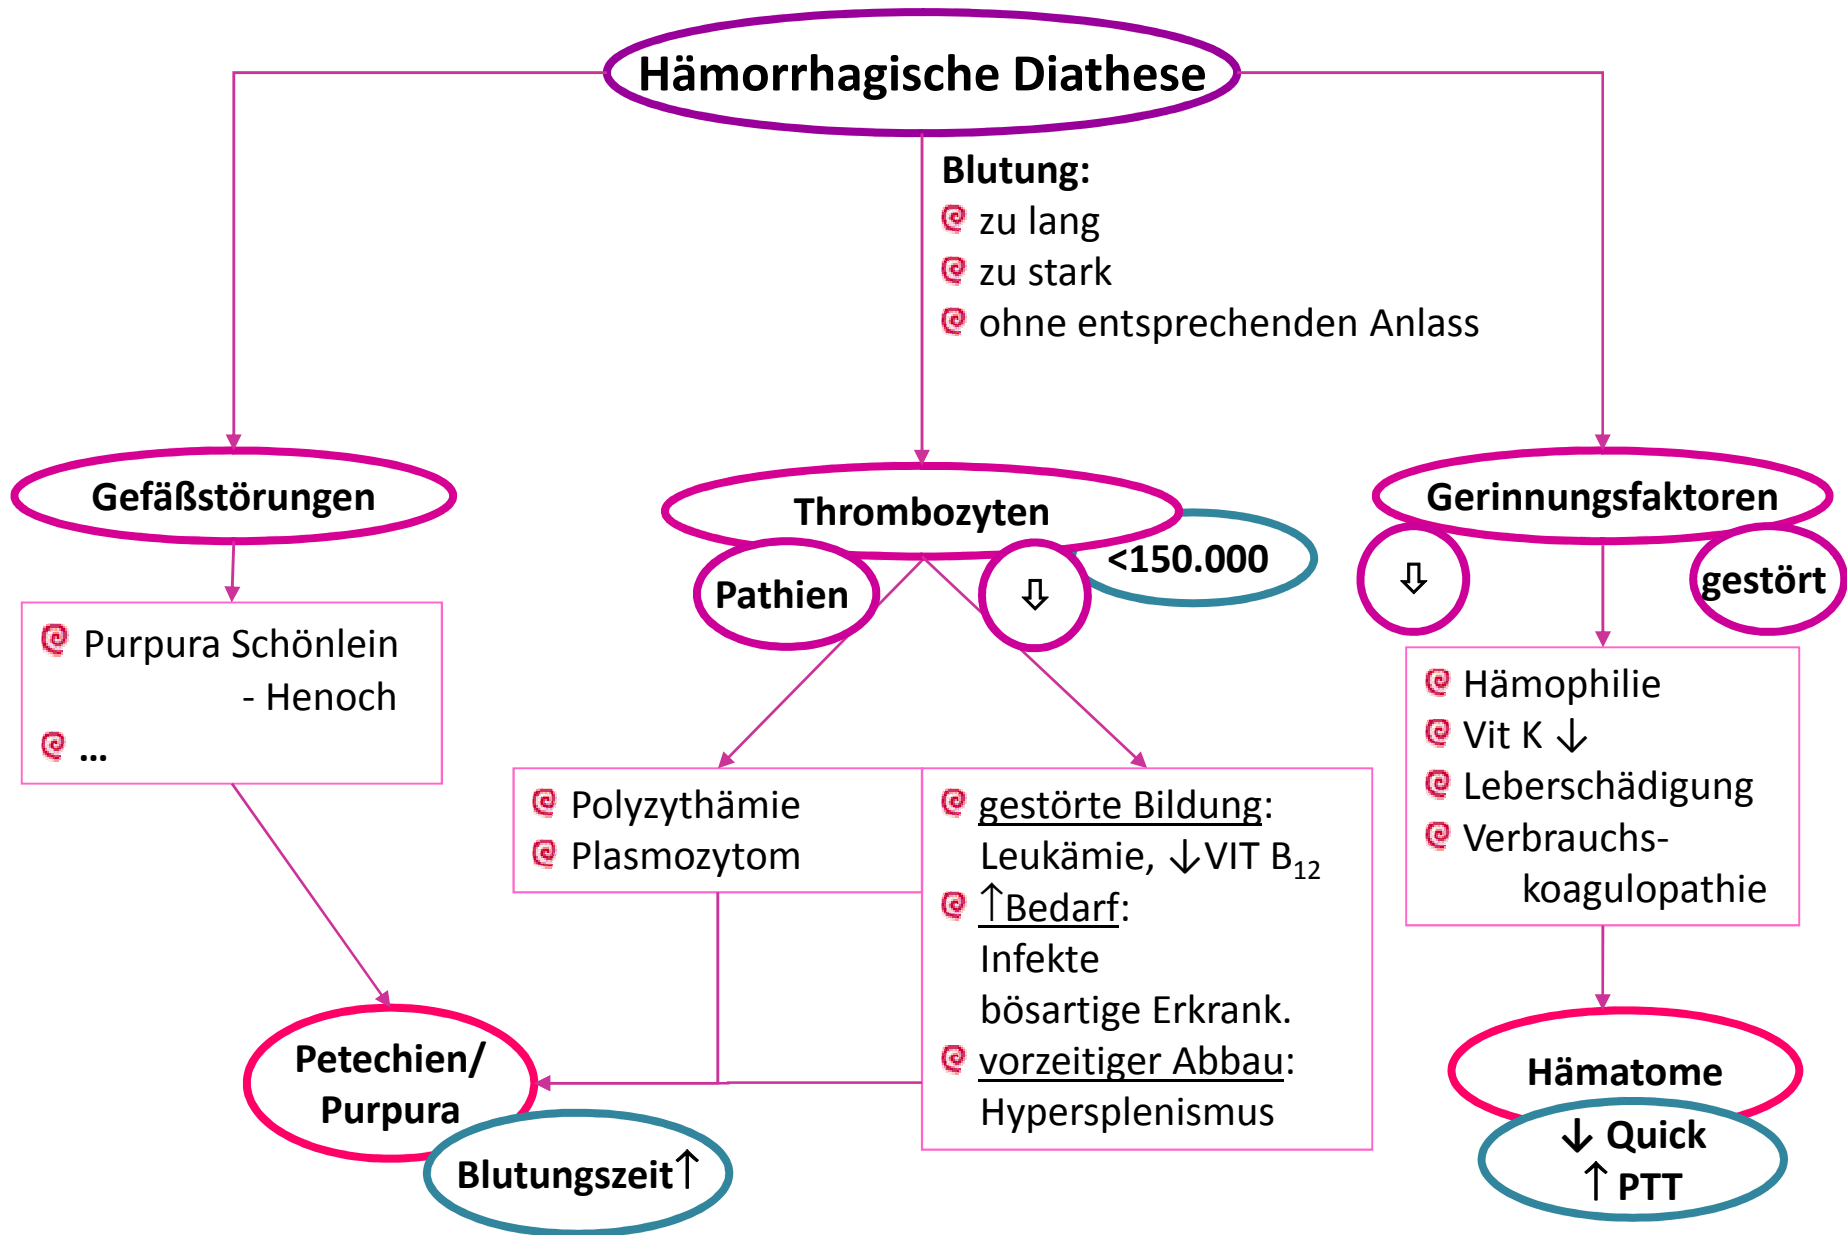 Hämorrhagische Diathese
Blutung:
zu lang
zu stark
ohne entsprechenden Anlass
Gefäßstörungen
Purpura Schönlein
- Henoch
...
Thrombozyten
<150.000
Pathien
⇩
Polyzythämie
Plasmozytom
gestörte Bildung:
Leukämie, ↓VIT B₁₂
↑Bedarf:
Infekte
bösartige Erkrank.
vorzeitiger Abbau:
Hypersplenismus
Petechien/
Purpura
Blutungszeit↑
Gerinnungsfaktoren
⇩
gestört
Hämophilie
Vit K ↓
Leberschädigung
Verbrauchs-
koagulopathie
Hämatome
↓ Quick
↑ PTT